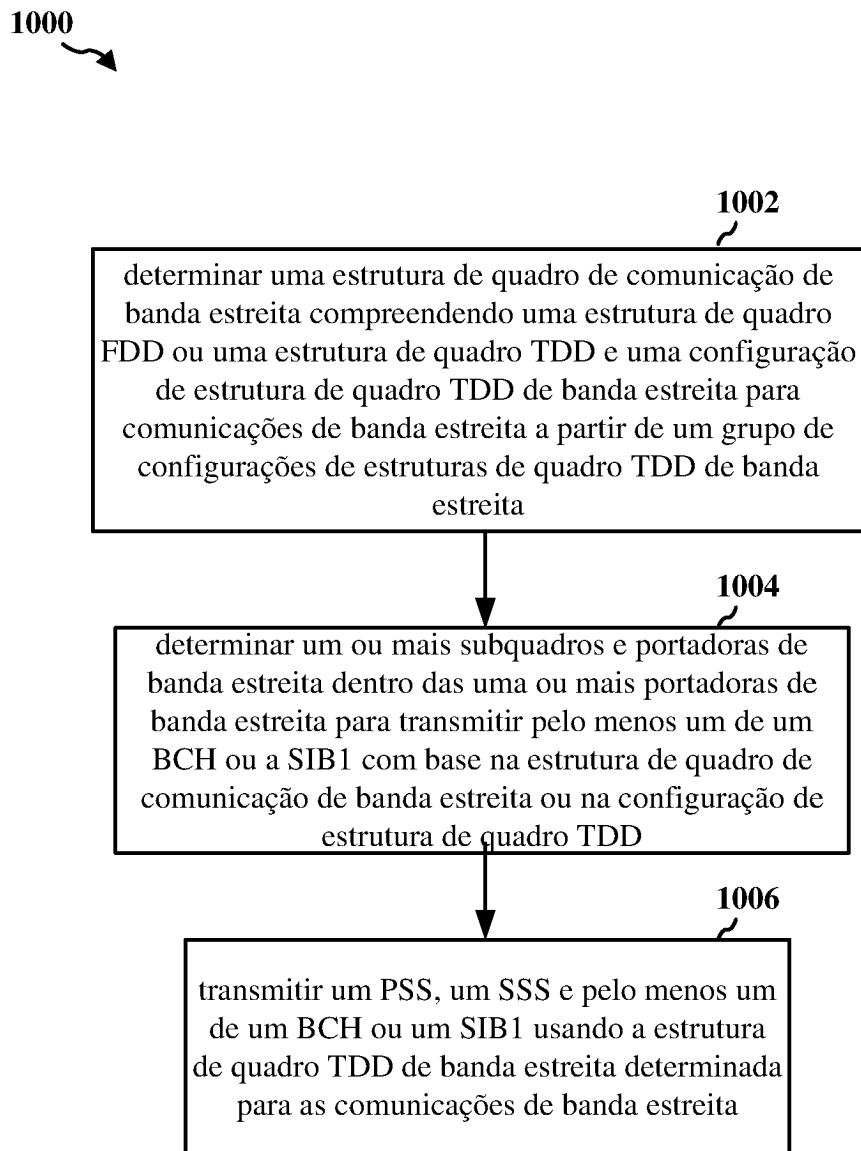 1000
1002
determinar uma estrutura de quadro de comunicação de
banda estreita compreendendo uma estrutura de quadro
FDD ou uma estrutura de quadro TDD e uma configuração
de estrutura de quadro TDD de banda estreita para
comunicações de banda estreita a partir de um grupo de
configurações de estruturas de quadro TDD de banda
estreita
1004
determinar um ou mais subquadros e portadoras de
banda estreita dentro das uma ou mais portadoras de
banda estreita para transmitir pelo menos um de um
BCH ou a SIB1 com base na estrutura de quadro de
comunicação de banda estreita ou na configuração de
estrutura de quadro TDD
1006
transmitir um PSS, um SSS e pelo menos um
de um BCH ou um SIB1 usando a estrutura
de quadro TDD de banda estreita determinada
para as comunicações de banda estreita